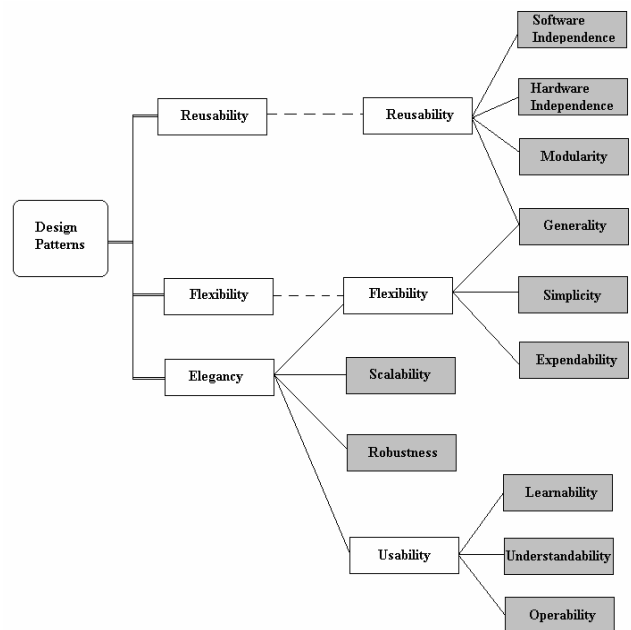 Software
Independence
Hardware
Independence
Reusability
Reusability
Modularity
Design
Patterns
Generality
Flexibility
Flexibility
Simplicity
Elegancy
Scalability
Expendability
Robustness
Learnability
Usability
Understandability
Operability